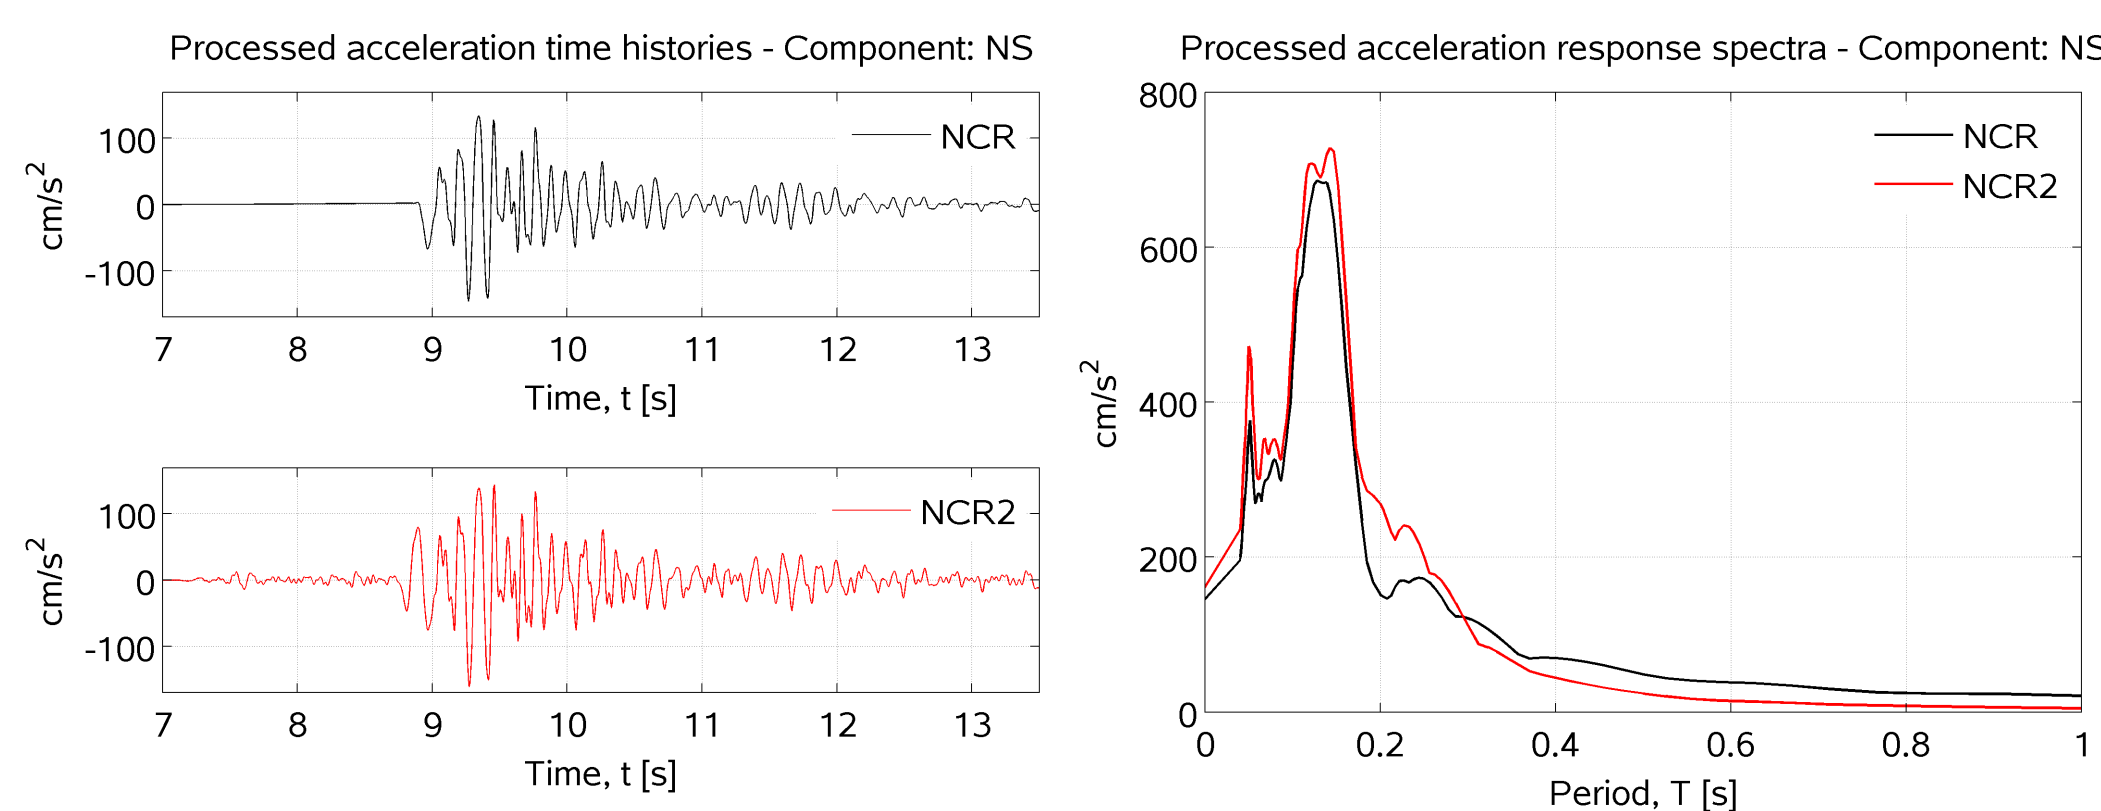 Processed acceleration time histories - Component: NS
100
0
-100
cm/s²
NCR
7 8 9 10 11 12 13
Time, t [s]
100
0
-100
cm/s²
NCR2
7 8 9 10 11 12 13
Time, t [s]
Processed acceleration response spectra - Component: NS
800
600
400
200
0
cm/s²
NCR
NCR2
0 0.2 0.4 0.6 0.8 1
Period, T [s]